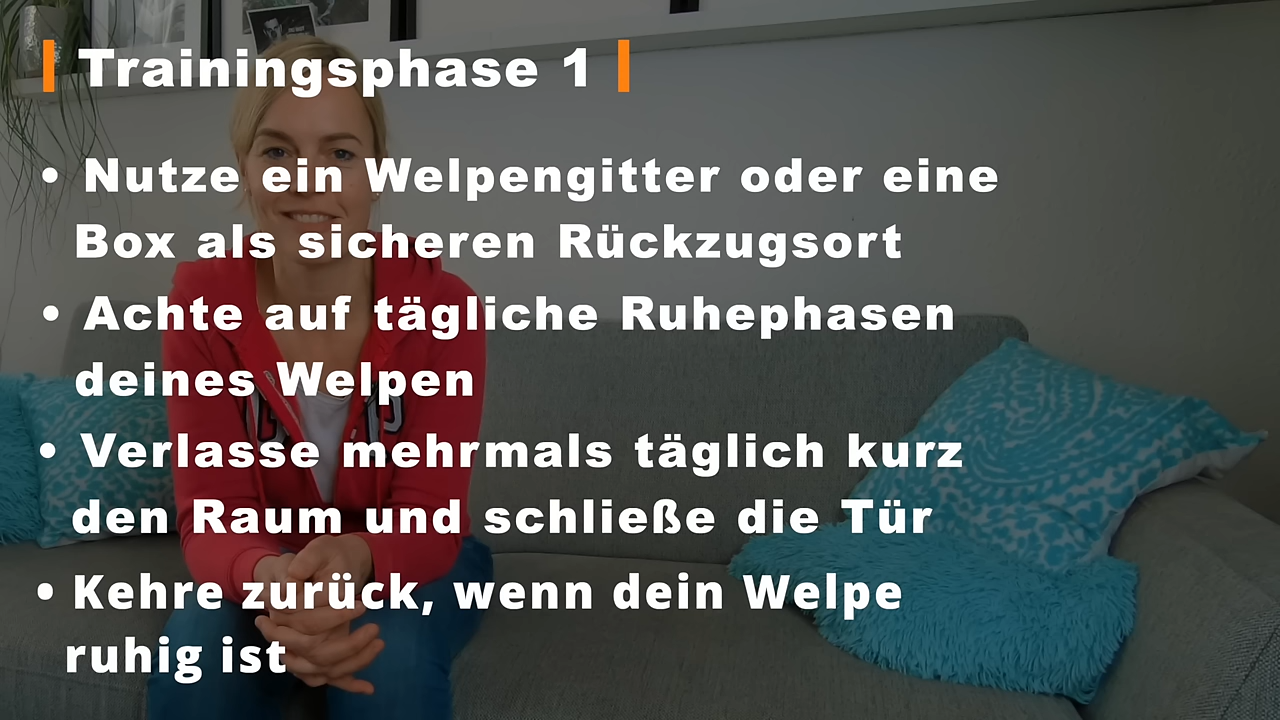 Trainingsphase 1
• Nutze ein Welpengitter oder eine
Box als sicheren Rückzugsort
• Achte auf tägliche Ruhephasen
deines Welpen
• Verlasse mehrmals täglich kurz
den Raum und schließe die Tür
• Kehre zurück, wenn dein Welpe
ruhig ist